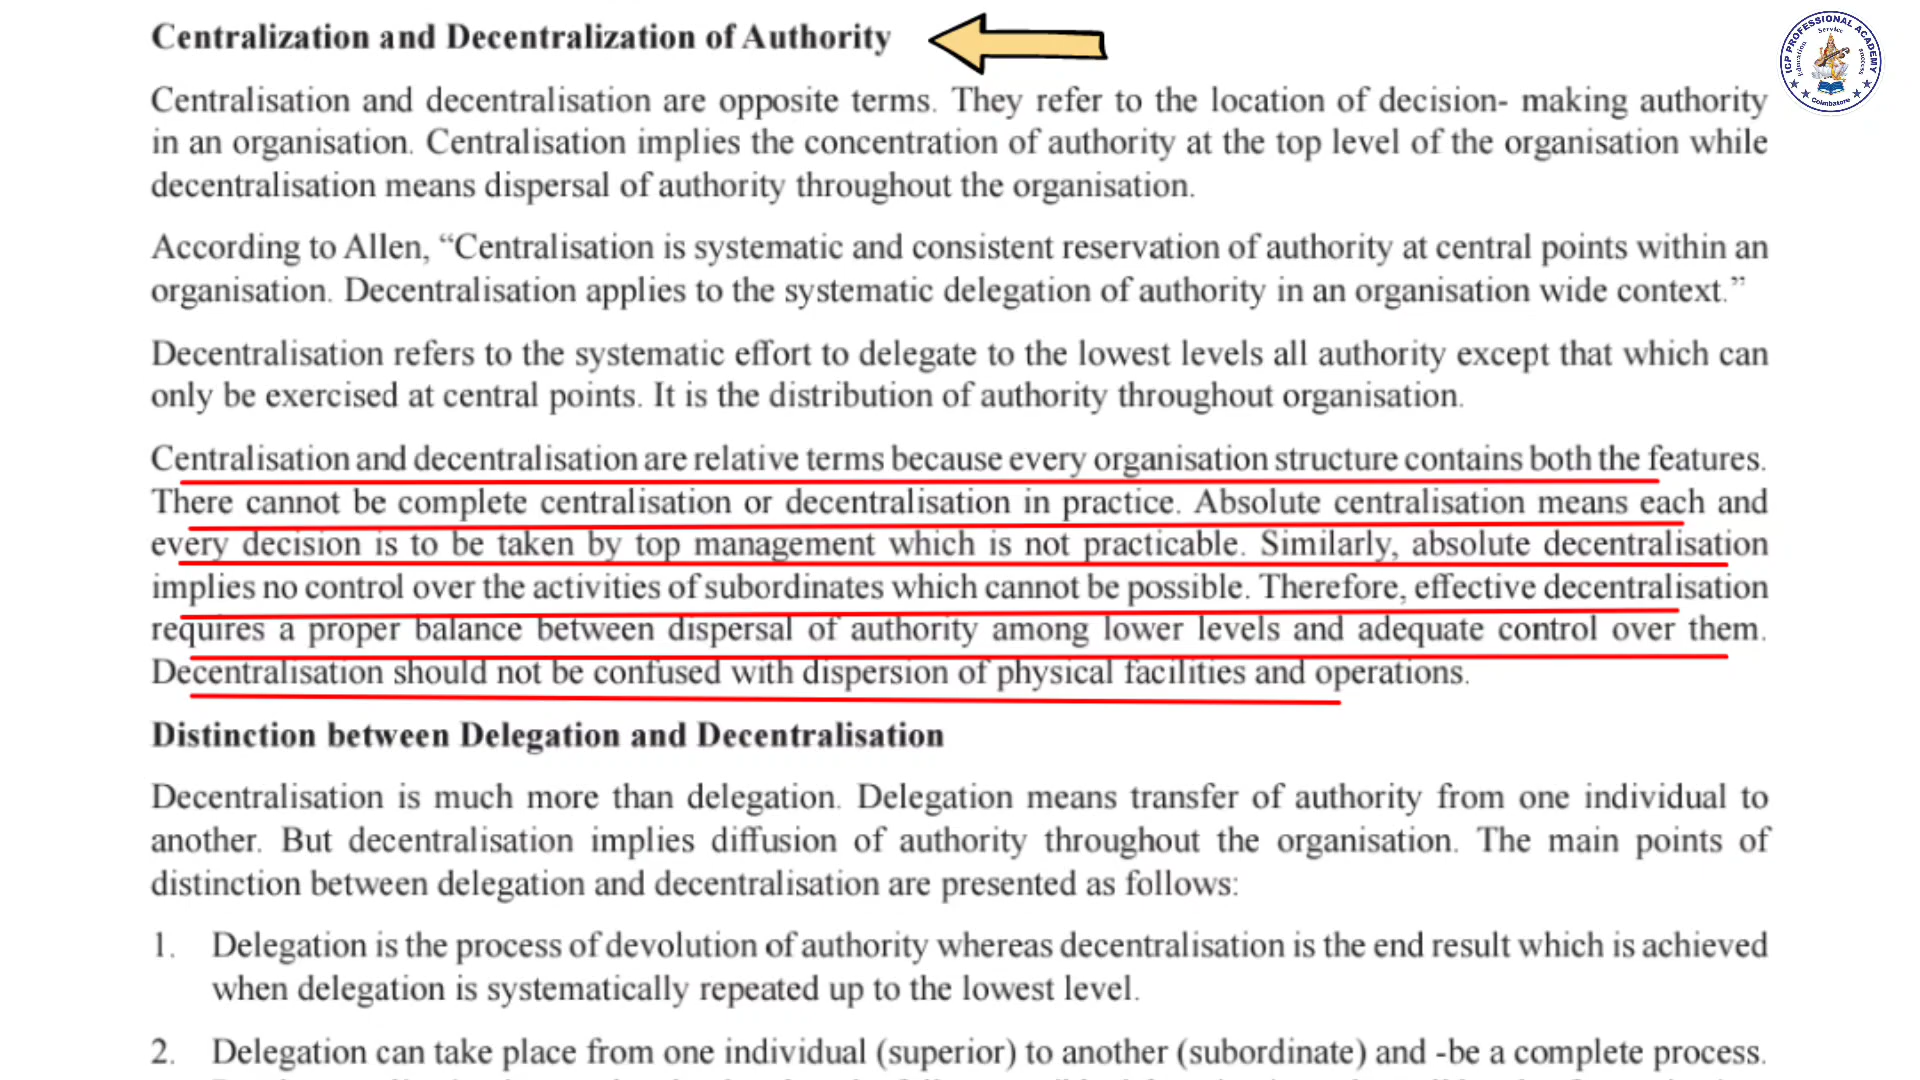 Centralization and Decentralization of Authority
ICP PROFESSIONAL ACADEMY
Service
Education
Success
Coimbatore
Centralisation and decentralisation are opposite terms. They refer to the location of decision- making authority
in an organisation. Centralisation implies the concentration of authority at the top level of the organisation while
decentralisation means dispersal of authority throughout the organisation.
According to Allen, “Centralisation is systematic and consistent reservation of authority at central points within an
organisation. Decentralisation applies to the systematic delegation of authority in an organisation wide context.”
Decentralisation refers to the systematic effort to delegate to the lowest levels all authority except that which can
only be exercised at central points. It is the distribution of authority throughout organisation.
Centralisation and decentralisation are relative terms because every organisation structure contains both the features.
There cannot be complete centralisation or decentralisation in practice. Absolute centralisation means each and
every decision is to be taken by top management which is not practicable. Similarly, absolute decentralisation
implies no control over the activities of subordinates which cannot be possible. Therefore, effective decentralisation
requires a proper balance between dispersal of authority among lower levels and adequate control over them.
Decentralisation should not be confused with dispersion of physical facilities and operations.
Distinction between Delegation and Decentralisation
Decentralisation is much more than delegation. Delegation means transfer of authority from one individual to
another. But decentralisation implies diffusion of authority throughout the organisation. The main points of
distinction between delegation and decentralisation are presented as follows:
1. Delegation is the process of devolution of authority whereas decentralisation is the end result which is achieved
when delegation is systematically repeated up to the lowest level.
2. Delegation can take place from one individual (superior) to another (subordinate) and -be a complete process.